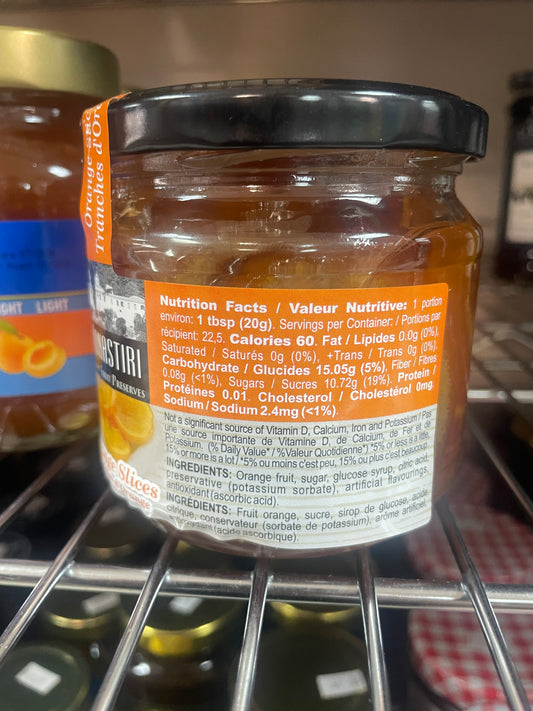 Orange slic
Tranches d'Ora
Nutrition Facts / Valeur Nutritive: 1 portion
environ: 1 tbsp (20g). Servings per Container: / Portions par
récipient: 22,5. Calories 60. Fat / Lipides 0.0g (0%),
Saturated / Saturés 0g (0%), +Trans / Trans 0g (0%).
Carbohydrate / Glucides 15.05g (5%), Fiber / Fibres
0.08g (<1%), Sugars / Sucres 10.72g (19%). Protein /
Protéines 0.01. Cholesterol / Cholestérol 0mg.
Sodium / Sodium 2.4mg (<1%).
Not a significant source of Vitamin D, Calcium, Iron and Potassium / Pas
une source importante de Vitamine D, de Calcium, de Fer et de
Potassium. (% Daily Value* / %Valeur Quotidienne*) *5% or less is a little,
15% or more is a lot / *5% ou moins c'est peu, 15% ou plus c'est beaucoup.
INGREDIENTS: Orange fruit, sugar, glucose syrup, citric acid,
preservative (potassium sorbate), artificial flavourings,
antioxidant (ascorbic acid).
INGRÉDIENTS: Fruit orange, sucre, sirop de glucose, acide
citrique, conservateur (sorbate de potassium), arôme artificiel,
antioxidant (acide ascorbique).
ASTIRI
Preserves
ge Slices
GHT LIGHT